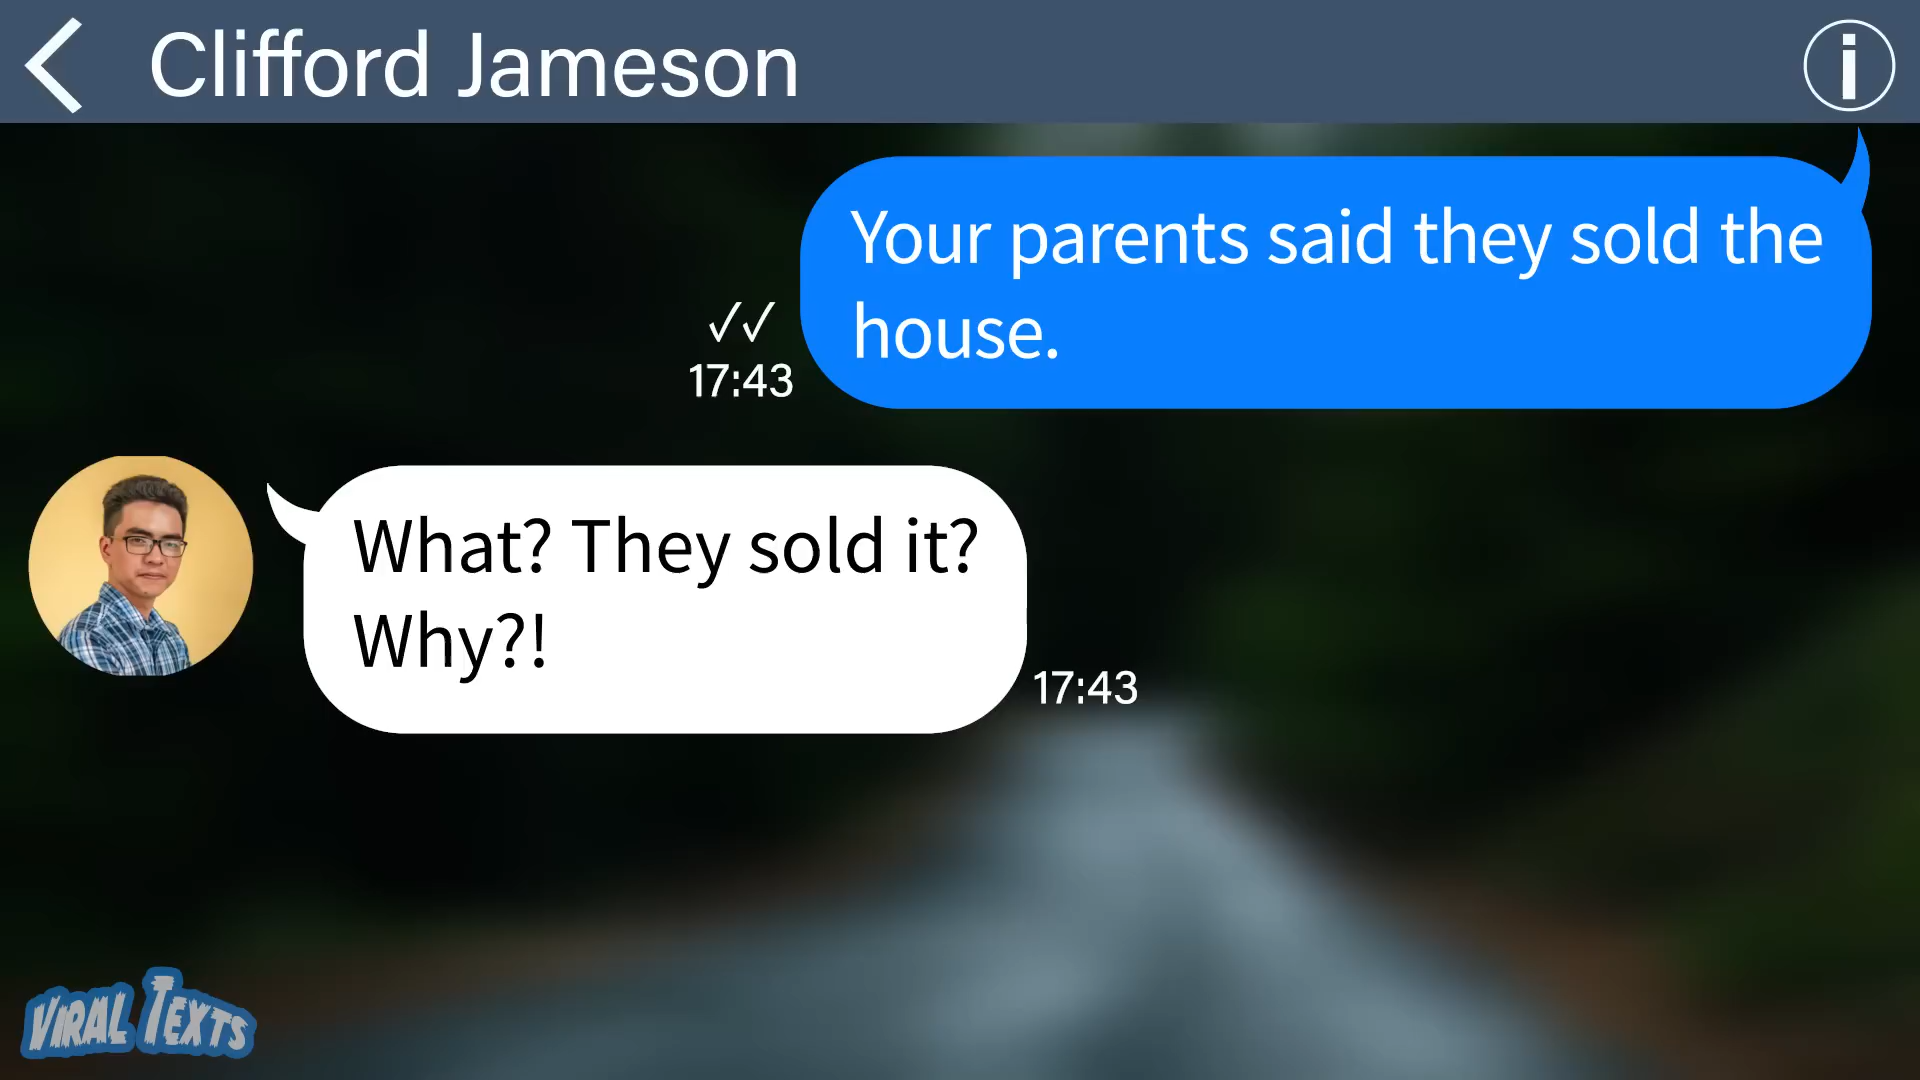 Clifford Jameson
Your parents said they sold the
house.
✓✓
17:43
What? They sold it?
Why?!
17:43
VIRAL TEXTS